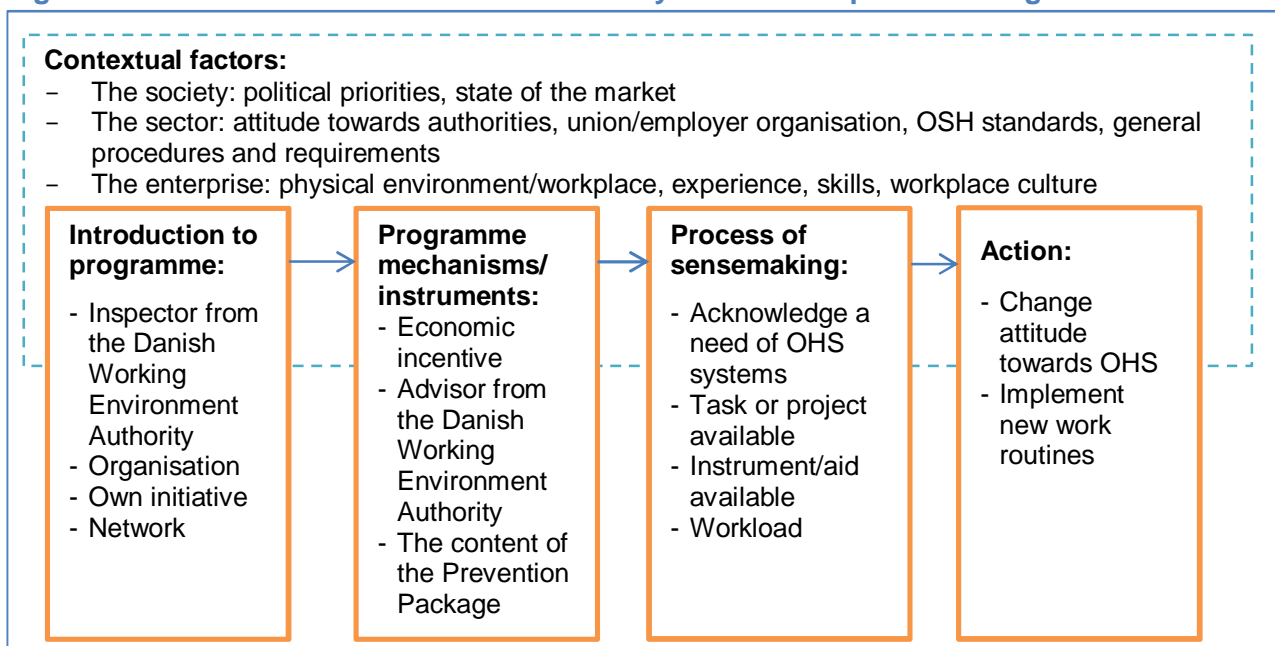 Contextual factors:
– The society: political priorities, state of the market
– The sector: attitude towards authorities, union/employer organisation, OSH standards, general
procedures and requirements
– The enterprise: physical environment/workplace, experience, skills, workplace culture
Introduction to
programme:
- Inspector from
the Danish
Working
Environment
Authority
- Organisation
- Own initiative
- Network
Programme
mechanisms/
instruments:
- Economic
incentive
- Advisor from
the Danish
Working
Environment
Authority
- The content of
the Prevention
Package
Process of
sensemaking:
- Acknowledge a
need of OHS
systems
- Task or project
available
- Instrument/aid
available
- Workload
Action:
- Change
attitude
towards OHS
- Implement
new work
routines